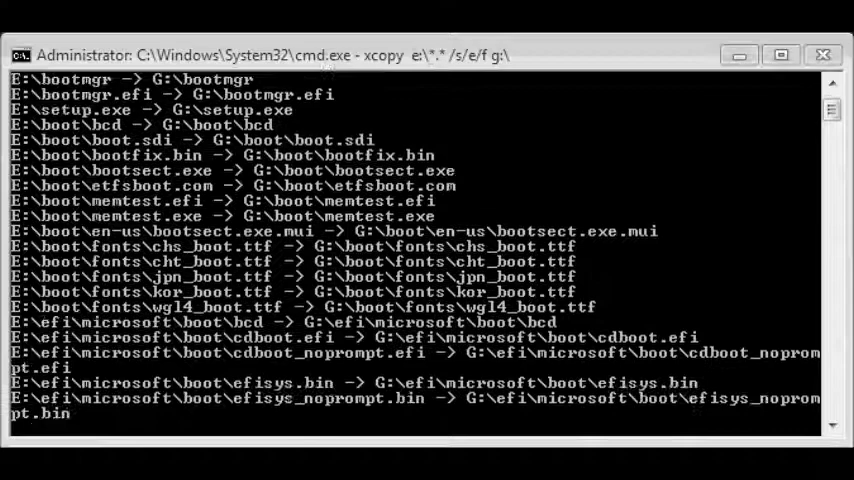 Administrator: C:\Windows\System32\cmd.exe - xcopy  e:\*.* /s/e/f g:\
E:\bootmgr -> G:\bootmgr
E:\bootmgr.efi -> G:\bootmgr.efi
E:\setup.exe -> G:\setup.exe
E:\boot\bcd -> G:\boot\bcd
E:\boot\boot.sdi -> G:\boot\boot.sdi
E:\boot\bootfix.bin -> G:\boot\bootfix.bin
E:\boot\bootsect.exe -> G:\boot\bootsect.exe
E:\boot\etfsboot.com -> G:\boot\etfsboot.com
E:\boot\memtest.efi -> G:\boot\memtest.efi
E:\boot\memtest.exe -> G:\boot\memtest.exe
E:\boot\en-us\bootsect.exe.mui -> G:\boot\en-us\bootsect.exe.mui
E:\boot\fonts\chs_boot.ttf -> G:\boot\fonts\chs_boot.ttf
E:\boot\fonts\cht_boot.ttf -> G:\boot\fonts\cht_boot.ttf
E:\boot\fonts\jpn_boot.ttf -> G:\boot\fonts\jpn_boot.ttf
E:\boot\fonts\kor_boot.ttf -> G:\boot\fonts\kor_boot.ttf
E:\boot\fonts\wgl4_boot.ttf -> G:\boot\fonts\wgl4_boot.ttf
E:\efi\microsoft\boot\bcd -> G:\efi\microsoft\boot\bcd
E:\efi\microsoft\boot\cdboot.efi -> G:\efi\microsoft\boot\cdboot.efi
E:\efi\microsoft\boot\cdboot_noprompt.efi -> G:\efi\microsoft\boot\cdboot_noprom
pt.efi
E:\efi\microsoft\boot\efisys.bin -> G:\efi\microsoft\boot\efisys.bin
E:\efi\microsoft\boot\efisys_noprompt.bin -> G:\efi\microsoft\boot\efisys_noprom
pt.bin